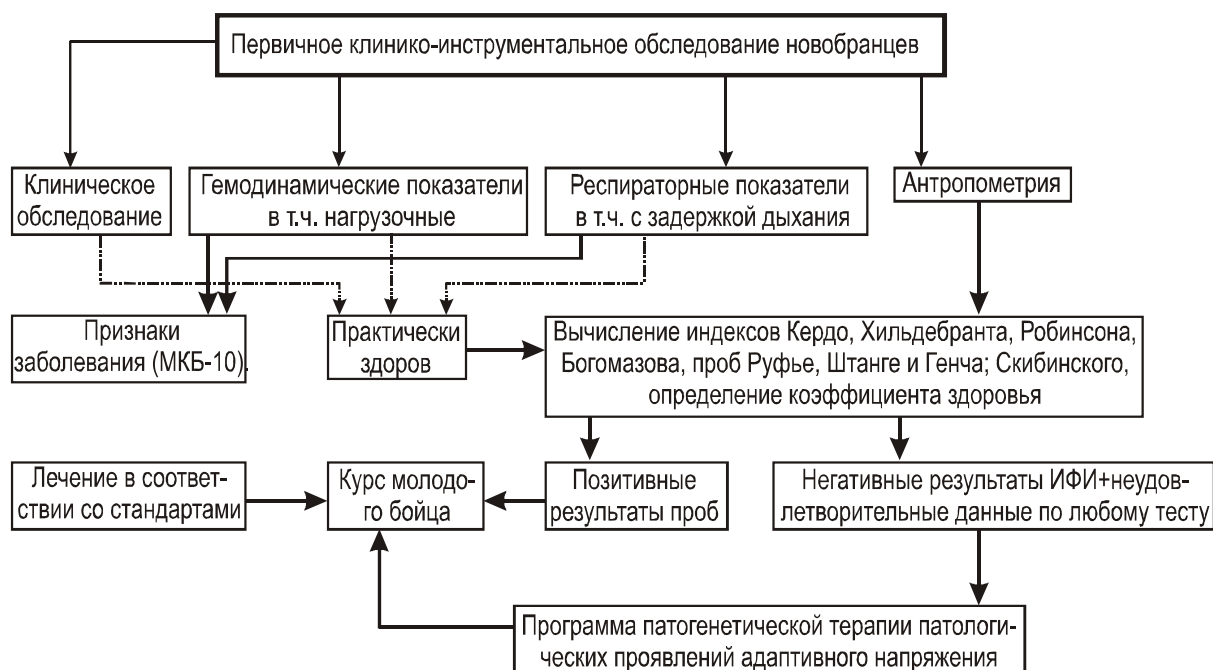 Первичное клинико-инструментальное обследование новобранцев
Клиническое
обследование
Гемодинамические показатели
в т.ч. нагрузочные
Респираторные показатели
в т.ч. с задержкой дыхания
Антропометрия
Признаки
заболевания (МКБ-10).
Практически
здоров
Вычисление индексов Кердо, Хильдебранта, Робинсона,
Богомазова, проб Руфье, Штанге и Генча; Скибинского,
определение коэффициента здоровья
Лечение в соответ-
ствии со стандартами
Курс молодо-
го бойца
Позитивные
результаты проб
Негативные результаты ИФИ+неудов-
летворительные данные по любому тесту
Программа патогенетической терапии патологи-
ческих проявлений адаптивного напряжения